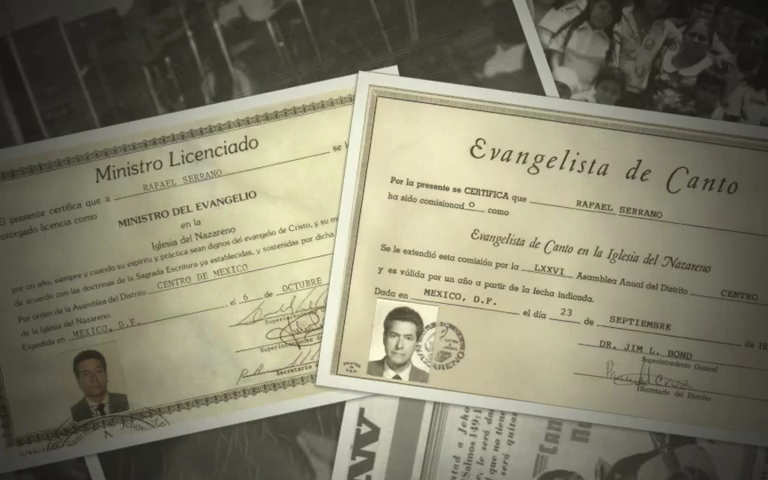 Ministro Licenciado
El presente certifica que a RAFAEL SERRANO se l
otorgado licencia como
MINISTRO DEL EVANGELIO
en la
Iglesia del Nazareno
por un año, siempre y cuando su espíritu y práctica sean dignos del evangelio de Cristo, y su m
de acuerdo con las doctrinas de la Sagrada Escritura ya establecidas, y sostenidas por dicha
Por orden de la Asamblea del Distrito CENTRO DE MEXICO
de la Iglesia del Nazareno.
Expedida en MEXICO, D.F. el 6 de OCTUBRE
Evangelista de Canto
Por la presente se CERTIFICA que RAFAEL SERRANO
ha sido comisionad o como
Evangelista de Canto en la Iglesia del Nazareno
Se le extendió esta comisión por la LXXVI Asamblea Anual del Distrito CENTRO
y es válida por un año a partir de la fecha indicada.
Dada en MEXICO, D.F. el día 23 de SEPTIEMBRE de 19
DR. JIM L. BOND
Superintendente General
Secretario del Distrito
NAZARENO